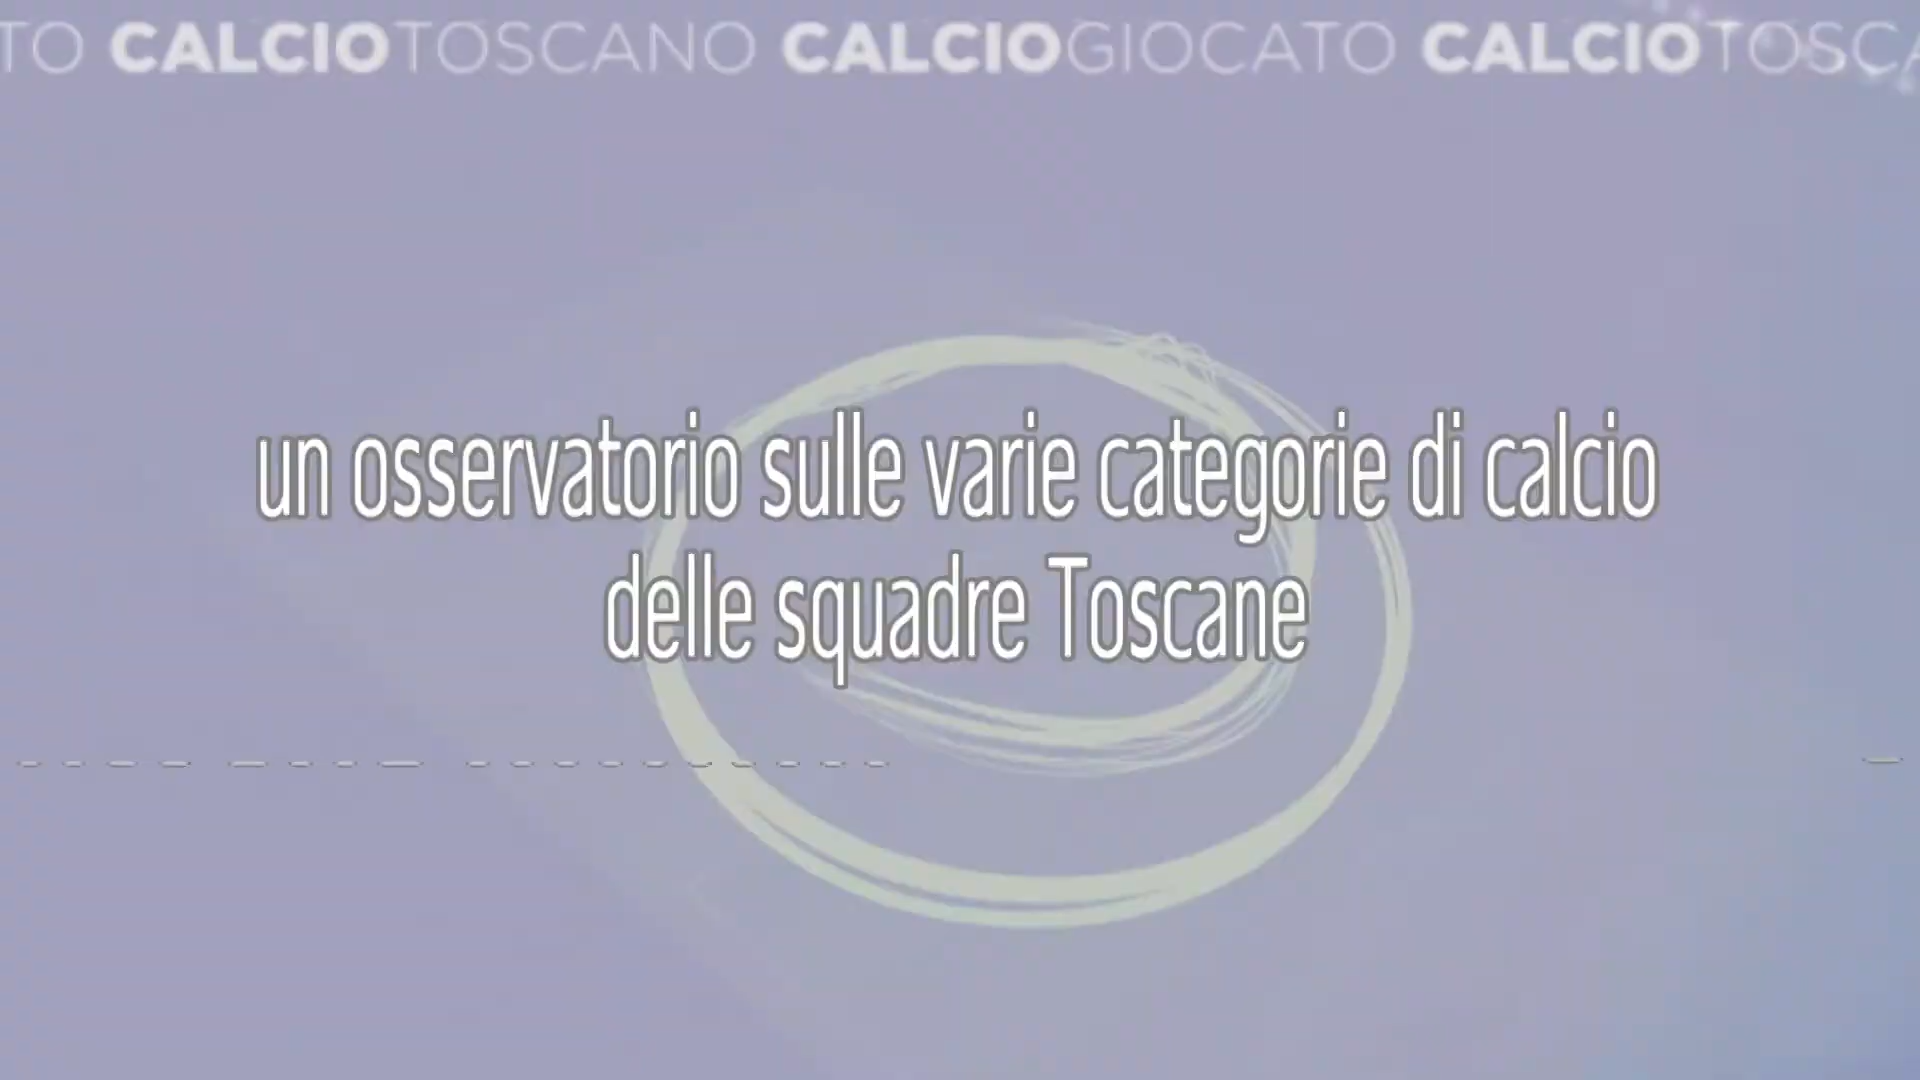 TO CALCIOTOSCANO CALCIOGIOCATO CALCIOTOSCA
un osservatorio sulle varie categorie di calcio
delle squadre Toscane